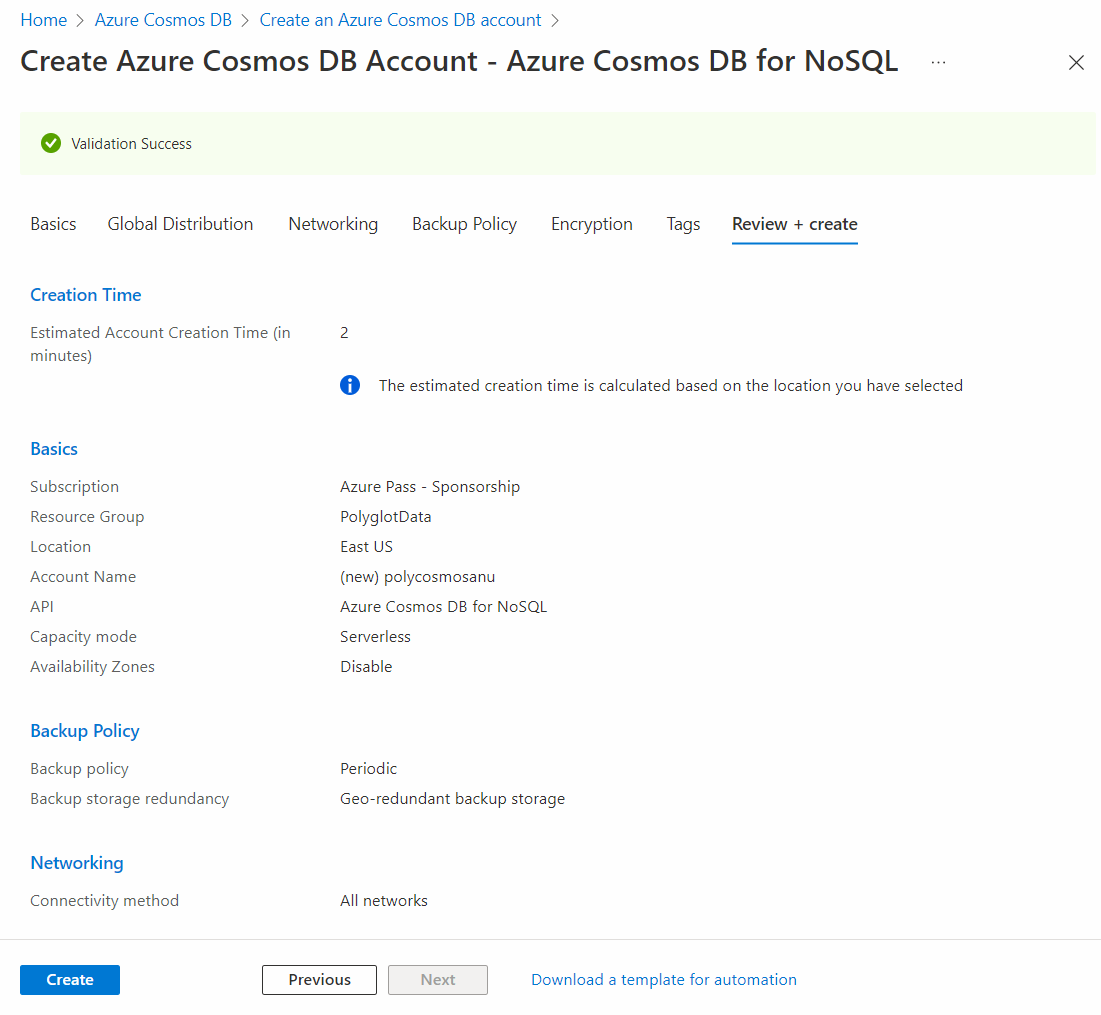 Home > Azure Cosmos DB > Create an Azure Cosmos DB account >
Create Azure Cosmos DB Account - Azure Cosmos DB for NoSQL ...
Validation Success
Basics Global Distribution Networking Backup Policy Encryption Tags Review + create
Creation Time
Estimated Account Creation Time (in
minutes)
2
The estimated creation time is calculated based on the location you have selected
Basics
Subscription Azure Pass - Sponsorship
Resource Group PolyglotData
Location East US
Account Name (new) polycosmosanu
API Azure Cosmos DB for NoSQL
Capacity mode Serverless
Availability Zones Disable
Backup Policy
Backup policy Periodic
Backup storage redundancy Geo-redundant backup storage
Networking
Connectivity method All networks
Create Previous Next Download a template for automation